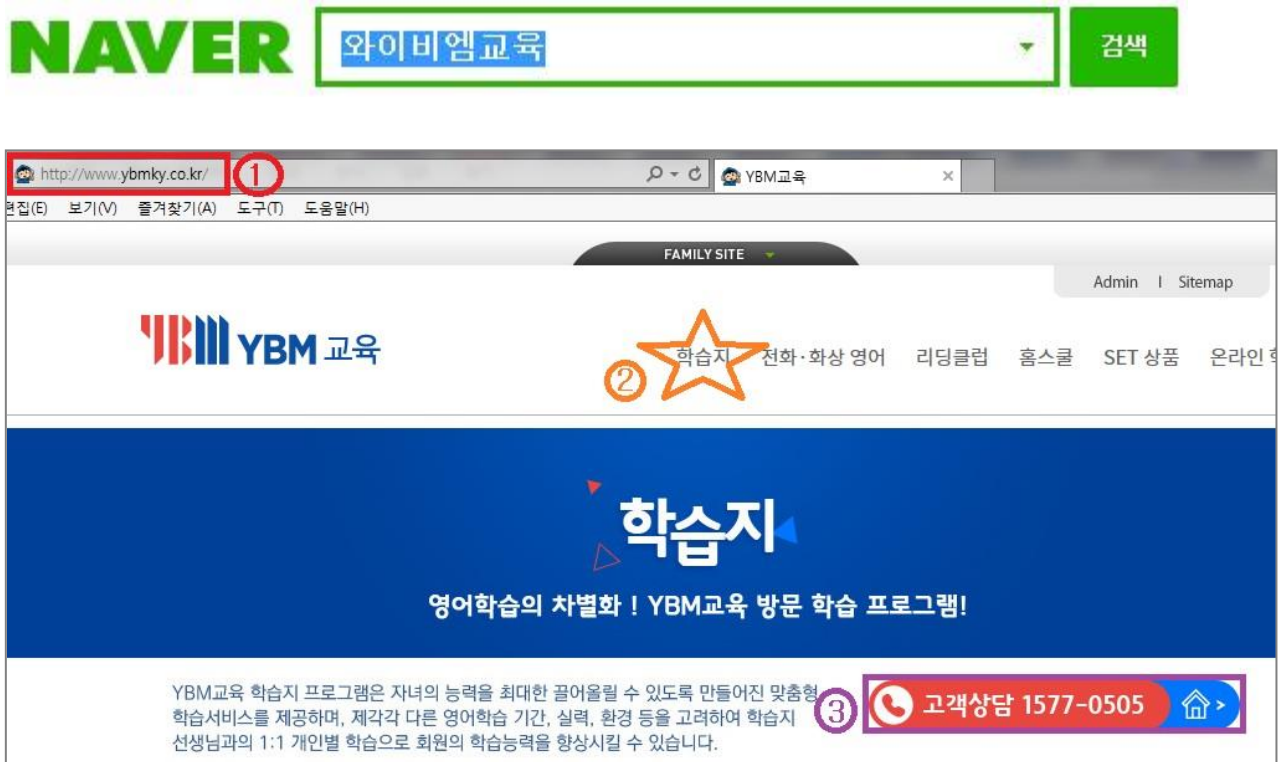 NAVER 와이비엠교육 검색
http://www.ybmky.co.kr/ ① YBM교육
편집(E) 보기(V) 즐겨찾기(A) 도구(T) 도움말(H)
FAMILY SITE
Admin | Sitemap
YBM YBM 교육
② 학습지 전화·화상 영어 리딩클럽 홈스쿨 SET 상품 온라인
학습지
영어학습의 차별화 ! YBM교육 방문 학습 프로그램!
YBM교육 학습지 프로그램은 자녀의 능력을 최대한 끌어올릴 수 있도록 만들어진 맞춤형
학습서비스를 제공하며, 제각각 다른 영어학습 기간, 실력, 환경 등을 고려하여 학습지
선생님과의 1:1 개인별 학습으로 회원의 학습능력을 향상시킬 수 있습니다.
③ 고객상담 1577-0505 >